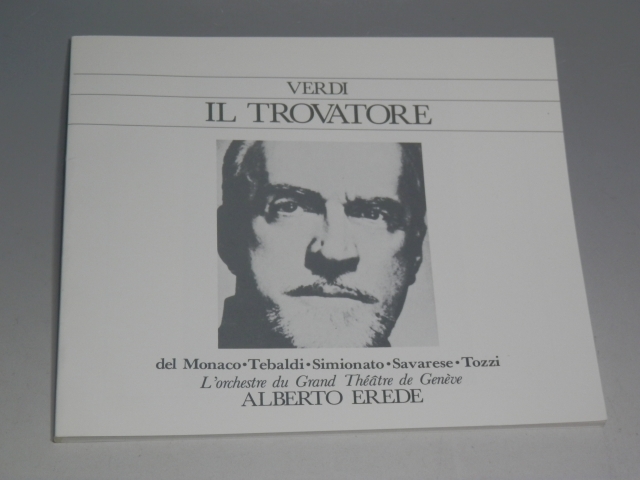 VERDI
IL TROVATORE
del Monaco•Tebaldi•Simionato•Savarese•Tozzi
L'orchestre du Grand Théâtre de Genève
ALBERTO EREDE